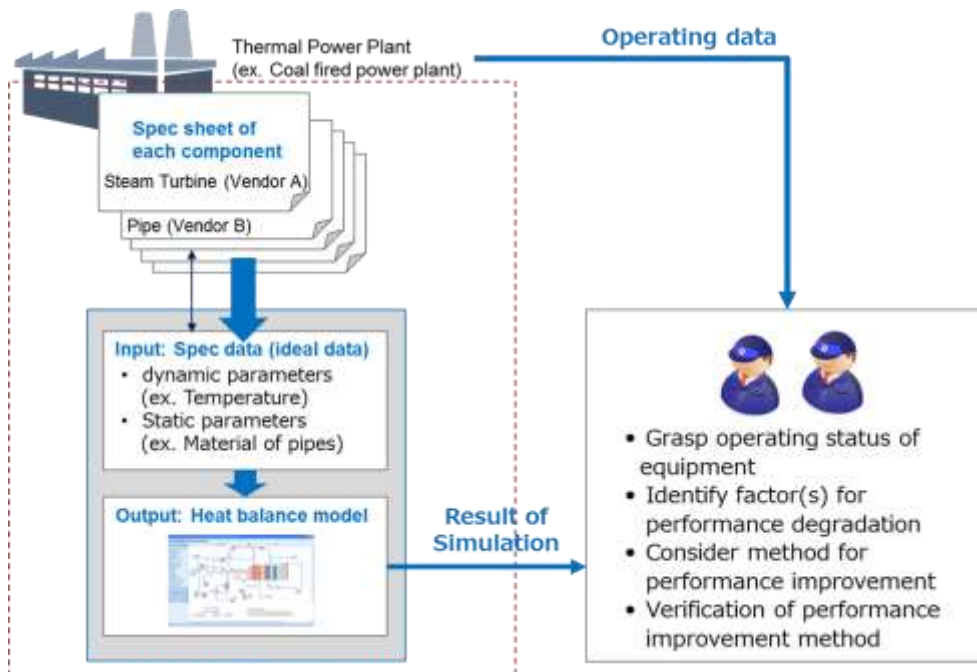 Thermal Power Plant
(ex. Coal fired power plant)
Operating data
Spec sheet of
each component
Steam Turbine (Vendor A)
Pipe (Vendor B)
Input: Spec data (ideal data)
• dynamic parameters
(ex. Temperature)
• Static parameters
(ex. Material of pipes)
Output: Heat balance model
Result of
Simulation
• Grasp operating status of
equipment
• Identify factor(s) for
performance degradation
• Consider method for
performance improvement
• Verification of performance
improvement method